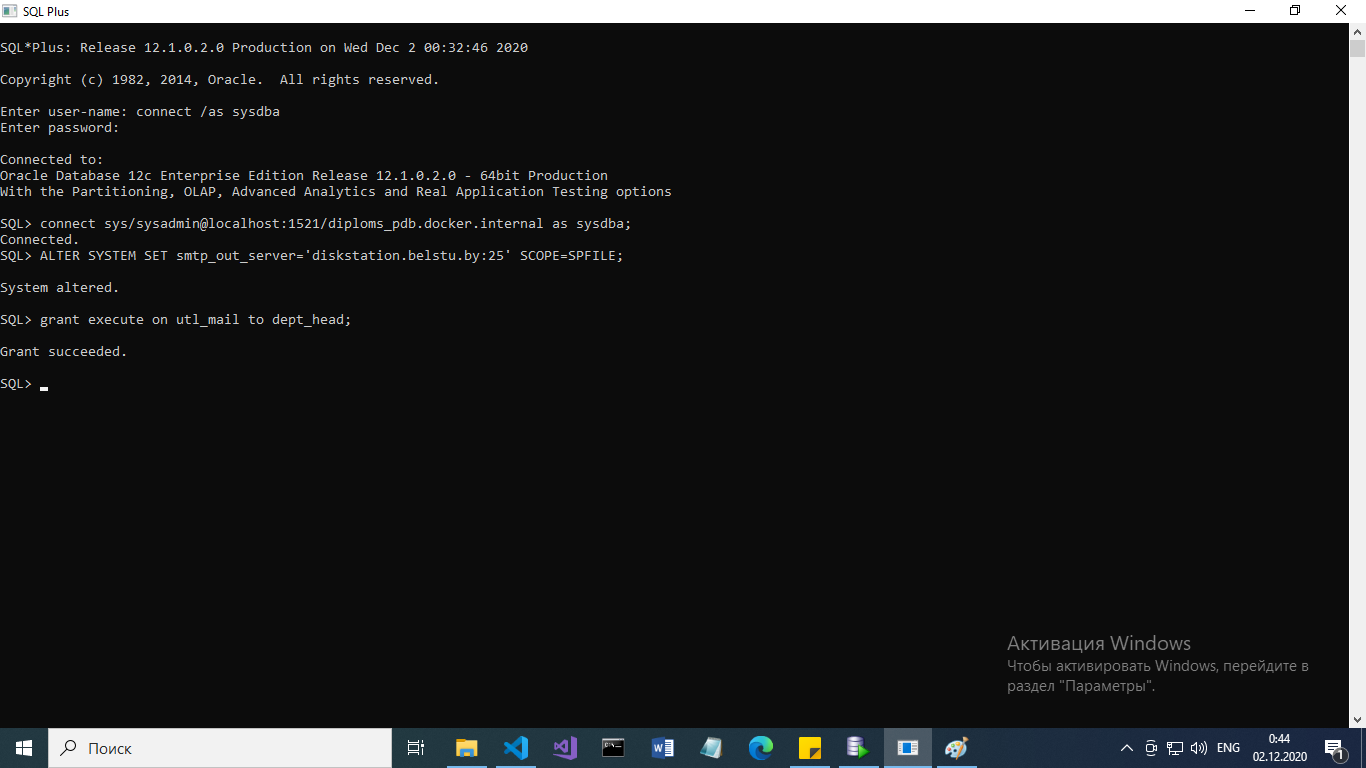 SQL Plus
SQL*Plus: Release 12.1.0.2.0 Production on Wed Dec 2 00:32:46 2020
Copyright (c) 1982, 2014, Oracle.  All rights reserved.
Enter user-name: connect /as sysdba
Enter password:
Connected to:
Oracle Database 12c Enterprise Edition Release 12.1.0.2.0 - 64bit Production
With the Partitioning, OLAP, Advanced Analytics and Real Application Testing options
SQL> connect sys/sysadmin@localhost:1521/diploms_pdb.docker.internal as sysdba;
Connected.
SQL> ALTER SYSTEM SET smtp_out_server='diskstation.belstu.by:25' SCOPE=SPFILE;
System altered.
SQL> grant execute on utl_mail to dept_head;
Grant succeeded.
SQL>
Активация Windows
Чтобы активировать Windows, перейдите в
раздел "Параметры".
Поиск
ENG
0:44
02.12.2020
1